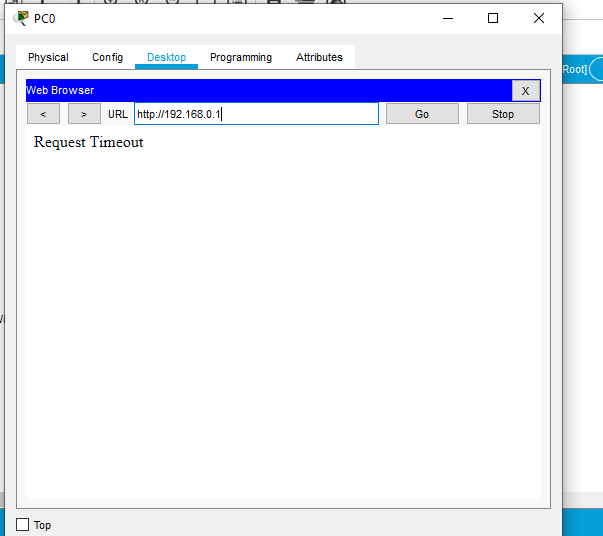 PC0
Physical Config Desktop Programming Attributes
Root]
Web Browser X
< > URL http://192.168.0.1 Go Stop
Request Timeout
Top